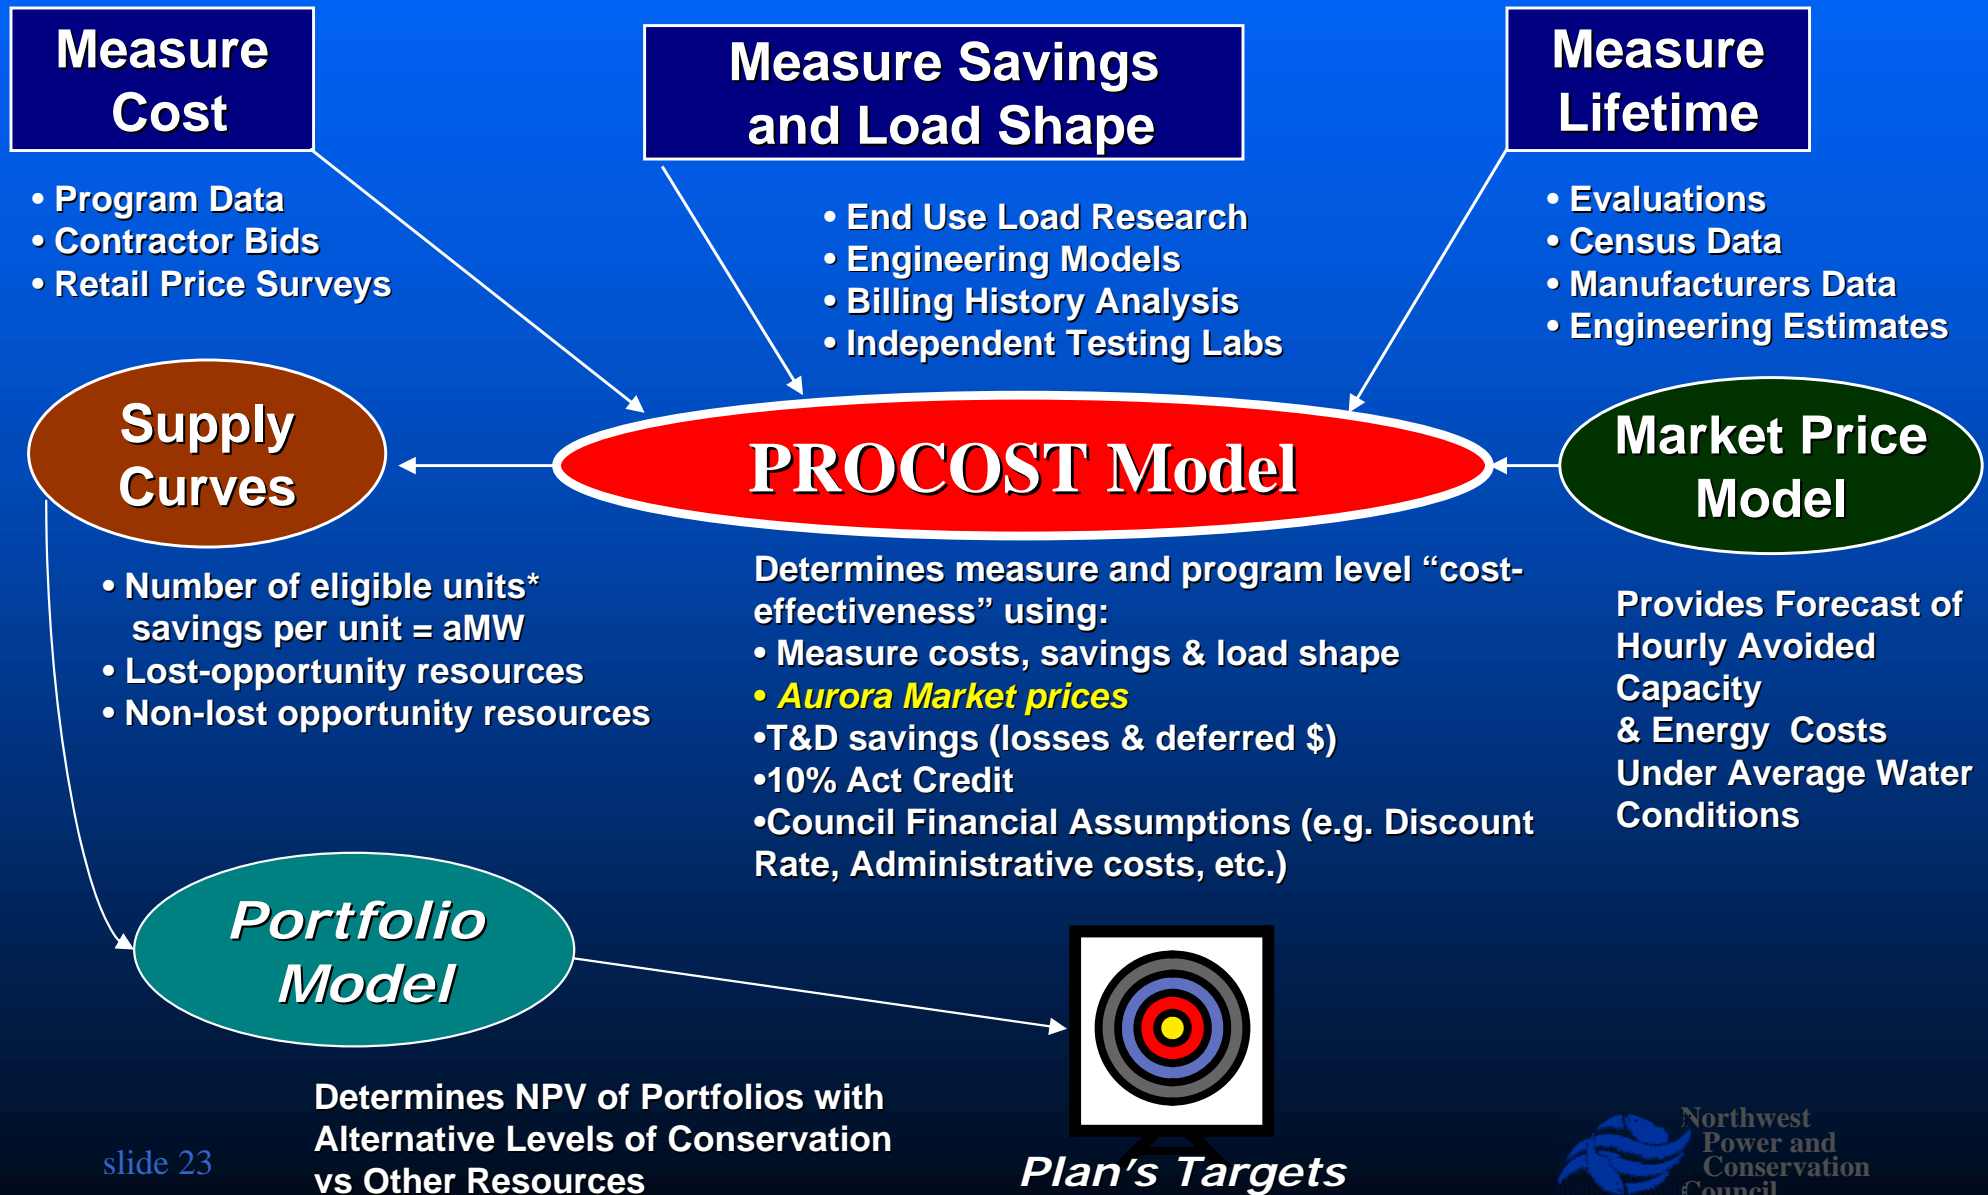 Measure
Cost
Measure Savings
and Load Shape
Measure
Lifetime
• Program Data
• Contractor Bids
• Retail Price Surveys
• End Use Load Research
• Engineering Models
• Billing History Analysis
• Independent Testing Labs
• Evaluations
• Census Data
• Manufacturers Data
• Engineering Estimates
Supply
Curves
PROCOST Model
Market Price
Model
• Number of eligible units*
savings per unit = aMW
• Lost-opportunity resources
• Non-lost opportunity resources
Determines measure and program level “cost-
effectiveness” using:
• Measure costs, savings & load shape
• Aurora Market prices
•T&D savings (losses & deferred $)
•10% Act Credit
•Council Financial Assumptions (e.g. Discount
Rate, Administrative costs, etc.)
Provides Forecast of
Hourly Avoided
Capacity
& Energy Costs
Under Average Water
Conditions
Portfolio
Model
Determines NPV of Portfolios with
Alternative Levels of Conservation
vs Other Resources
Plan's Targets
slide 23
Northwest
Power and
Conservation
Council